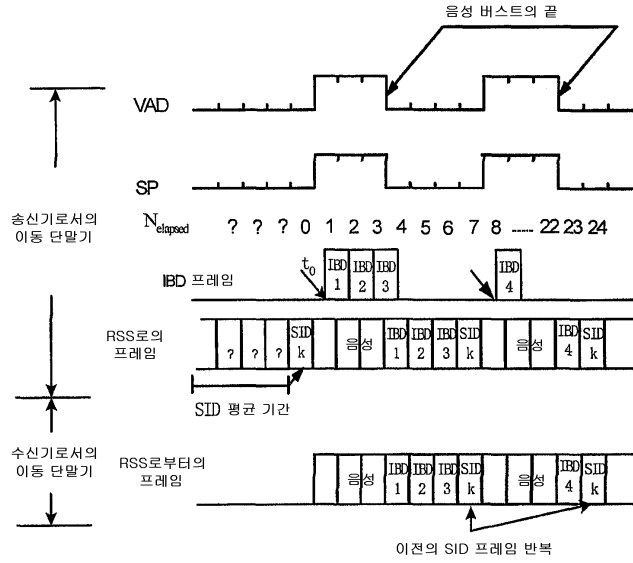 음성 버스트의 끝
VAD
SP
송신기로서의
이동 단말기
Nelapsed ? ? ? 0 1 2 3 4 5 6 7 8 ...... 22 23 24
t0
IBD 프레임
IBD 1 IBD 2 IBD 3 IBD 4
RSS로의
프레임
? ? ? SID k 음성 IBD 1 IBD 2 IBD 3 SID k 음성 IBD 4 SID k
SID 평균 기간
수신기로서의
이동 단말기
RSS로부터의
프레임
음성 IBD 1 IBD 2 IBD 3 SID k 음성 IBD 4 SID k
이전의 SID 프레임 반복